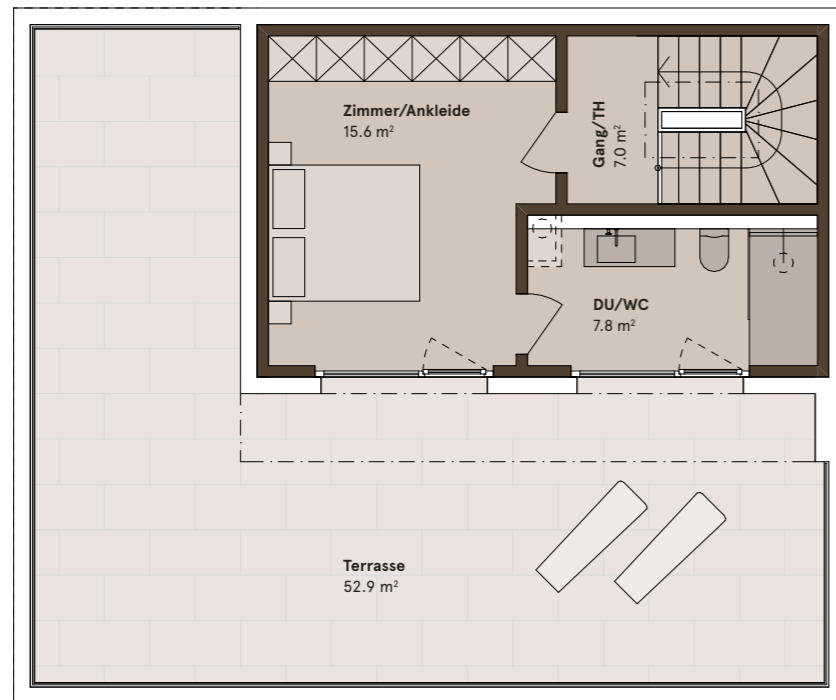 Zimmer/Ankleide
15.6 m²
Gang/TH
7.0 m²
DU/WC
7.8 m²
Terrasse
52.9 m²